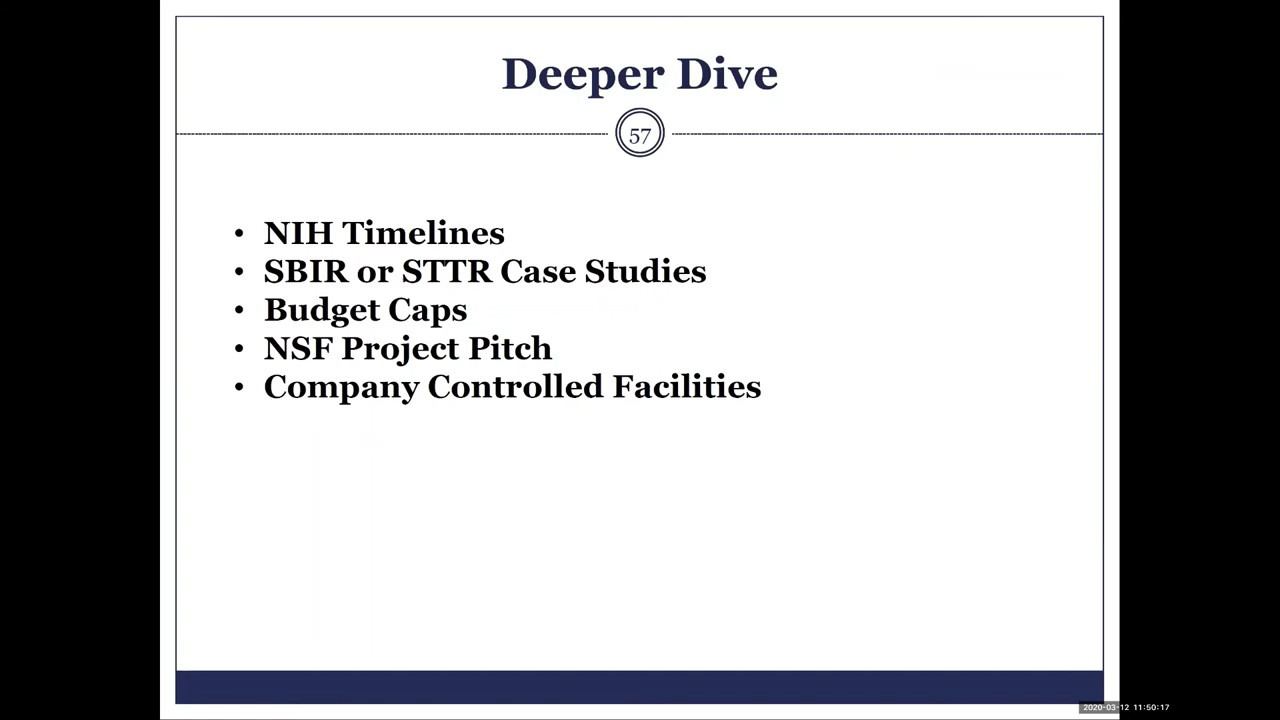 Deeper Dive
57
• NIH Timelines
• SBIR or STTR Case Studies
• Budget Caps
• NSF Project Pitch
• Company Controlled Facilities
2020-03-12 11:50:17